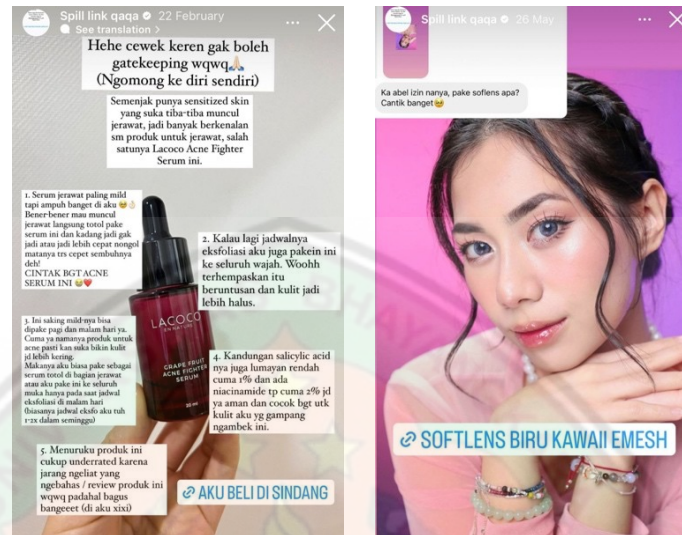 Spill link qaqa 22 February
See translation >
Hehe cewek keren gak boleh
gatekeeping wqwq🙏🏻
(Ngomong ke diri sendiri)
Semenjak punya sensitized skin
yang suka tiba-tiba muncul
jerawat, jadi banyak berkenalan
sm produk untuk jerawat, salah
satunya Lacoco Acne Fighter
Serum ini.
1. Serum jerawat paling mild
tapi ampuh banget di aku 🥹👌🏻
Bener-bener mau muncul
jerawat langsung totol pake
serum ini dan kadang jadi gak
jadi atau jadi lebih cepat nongol
matanya trs cepet sembuhnya
deh!
CINTAK BGT ACNE
SERUM INI 😭❤️
2. Kalau lagi jadwalnya
eksfoliasi aku juga pakein ini
ke seluruh wajah. Woohh
terhempaskan itu
beruntusan dan kulit jadi
lebih halus.
3. Ini saking mild-nya bisa
dipake pagi dan malam hari ya.
Cuma ya namanya produk untuk
acne pasti kan suka bikin kulit
jd lebih kering.
Makanya aku biasa pake sebagai
serum totol di bagian jerawat
atau aku pake ini ke seluruh
muka hanya pada saat jadwal
eksfoliasi di malam hari
(biasanya jadwal eksfo aku tuh
1-2x dalam seminggu)
LACOCO
EN NATURE
GRAPE FRUIT
ACNE FIGHTER
SERUM
20 ml
4. Kandungan salicylic acid
nya juga lumayan rendah
cuma 1% dan ada
niacinamide tp cuma 2% jd
ya aman dan cocok bgt utk
kulit aku yg gampang
ngambek ini.
5. Menuruku produk ini
cukup underrated karena
jarang ngeliat yang
ngebahas / review produk ini
wqwq padahal bagus
bangeeet (di aku xixi)
AKU BELI DI SINDANG
Spill link qaqa 26 May
Ka abel izin nanya, pake soflens apa?
Cantik banget🥹
SOFTLENS BIRU KAWAII EMESH